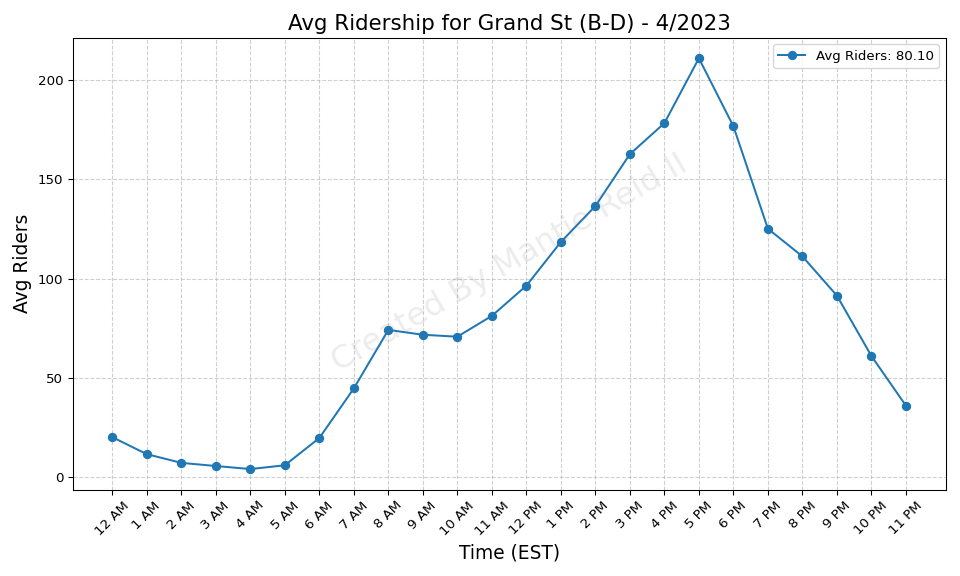 Avg Ridership for Grand St (B-D) - 4/2023
Avg Riders: 80.10
Avg Riders
200
150
100
50
0
Created By Mantic Reid II
12 AM
1 AM
2 AM
3 AM
4 AM
5 AM
6 AM
7 AM
8 AM
9 AM
10 AM
11 AM
12 PM
1 PM
2 PM
3 PM
4 PM
5 PM
6 PM
7 PM
8 PM
9 PM
10 PM
11 PM
Time (EST)